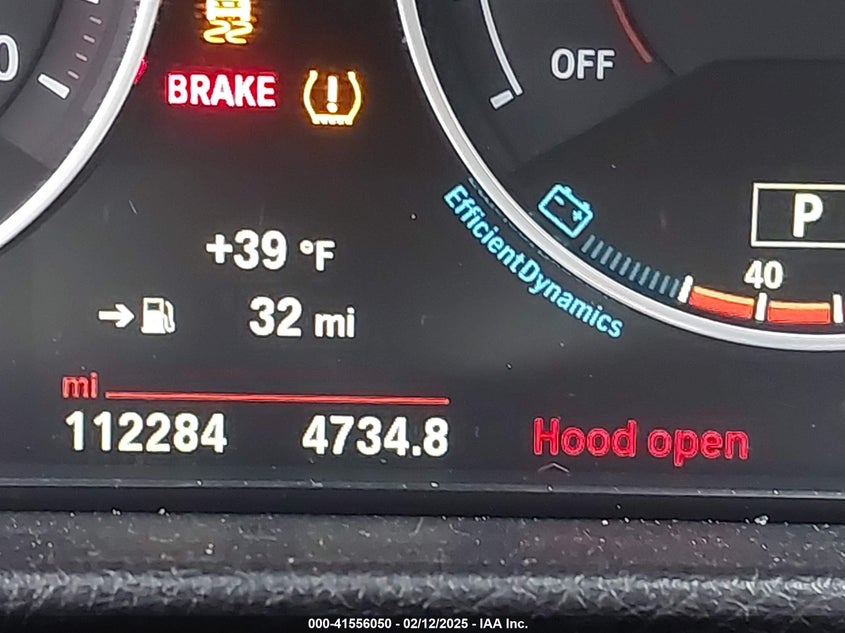 OFF
BRAKE
EfficientDynamics
P
+39 °F
40
32 mi
mi
112284 4734.8
Hood open
000-41556050 - 02/12/2025 - IAA Inc.